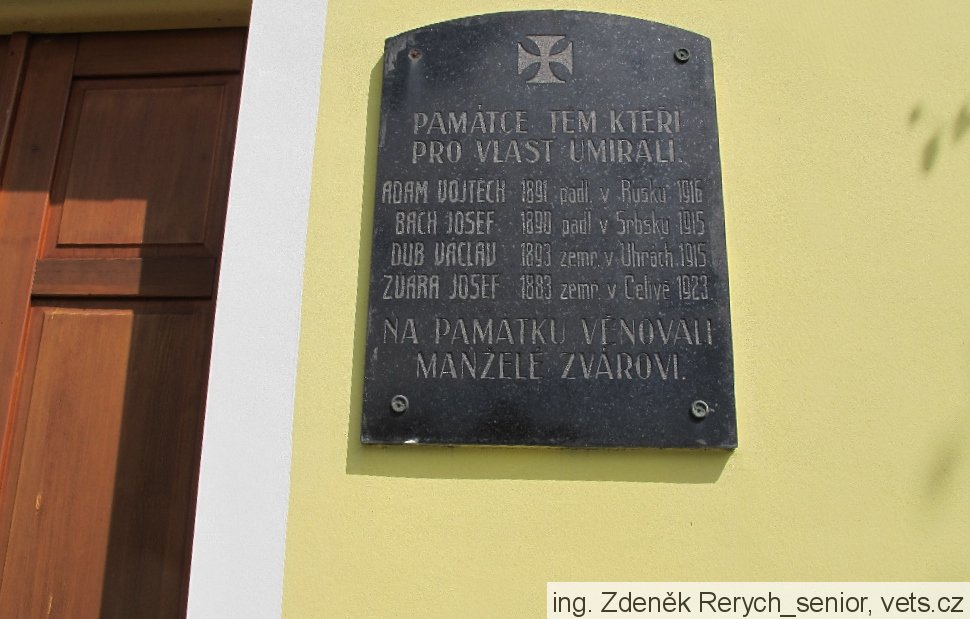 PAMÁTCE TĚM KTEŘÍ
PRO VLAST UMÍRALI.
ADAM VOJTĚCH 1891 padl. v Rusku 1916
BACH JOSEF 1890 padl v Srbsku 1915
DUB VÁCLAV 1893 zemř. v Uhrách 1915
ZVÁRA JOSEF 1883 zemř. v Celivě 1923
NA PAMÁTKU VĚNOVALI
MANŽELÉ ZVÁROVI.
ing. Zdeněk Rerych_senior, vets.cz